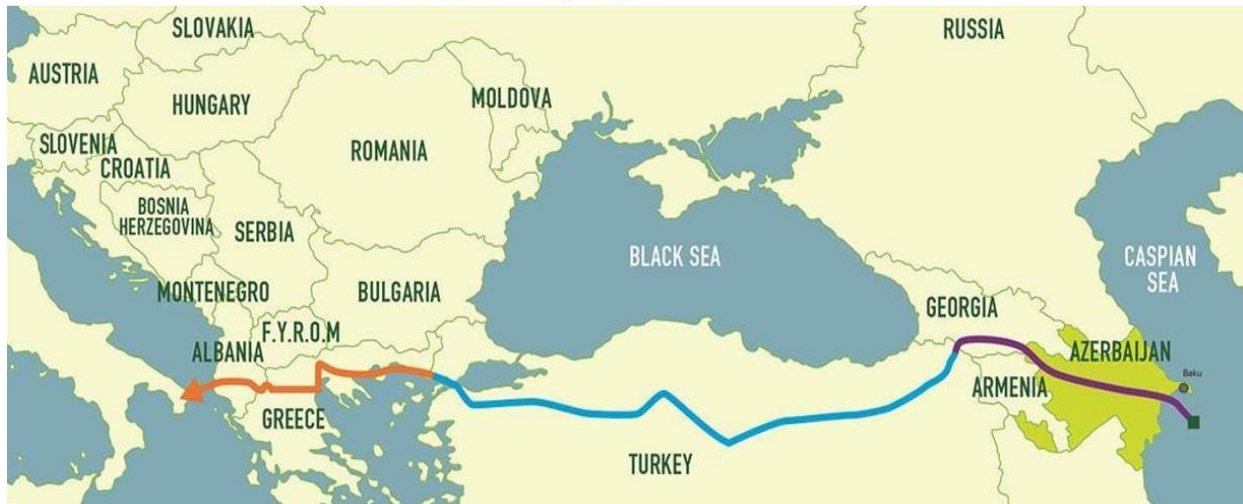 SLOVAKIA
RUSSIA
AUSTRIA
HUNGARY
MOLDOVA
SLOVENIA
CROATIA
ROMANIA
BOSNIA
HERZEGOVINA
SERBIA
BLACK SEA
CASPIAN
SEA
MONTENEGRO
BULGARIA
GEORGIA
F.Y.R.O.M
ALBANIA
AZERBAIJAN
Baku
ARMENIA
GREECE
TURKEY